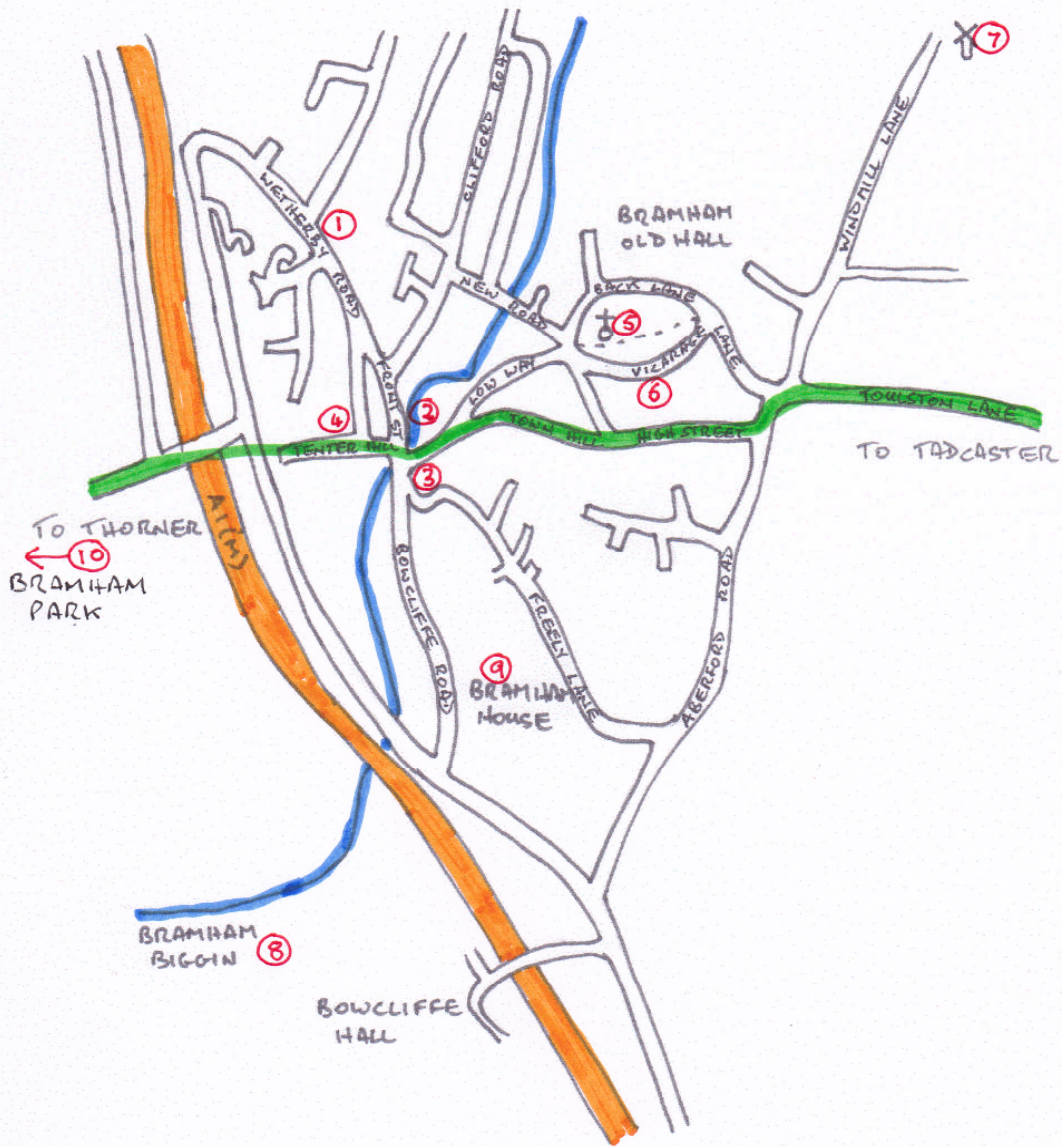 7
CLIFFORD ROAD
WINDMILL LANE
WETHERBY ROAD
1
BRAMHAM
OLD HALL
NEW ROAD
BACK LANE
5
VICARAGE LANE
6
FRONT ST
LOW WAY
2
4
TENTER HILL
TOWN HILL
HIGH STREET
TOULSTON LANE
TO TADCASTER
3
A1(M)
TO THORNER
10
BRAMHAM
PARK
BOWCLIFFE ROAD
FREELY LANE
ABERFORD ROAD
9
BRAMHAM
HOUSE
BRAMHAM
BIGGIN
8
BOWCLIFFE
HALL